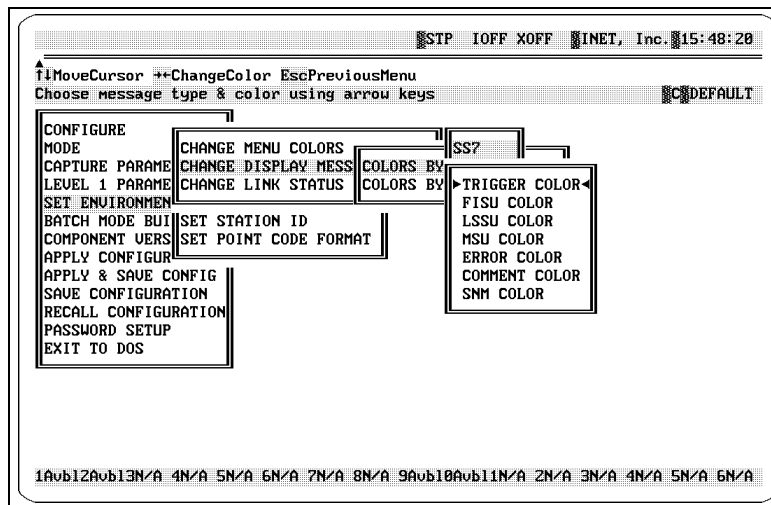 STP IOFF XOFF INET, Inc. 15:48:20
↑↓MoveCursor →←ChangeColor EscPreviousMenu
Choose message type & color using arrow keys C DEFAULT
CONFIGURE
MODE CHANGE MENU COLORS SS7
CAPTURE PARAME CHANGE DISPLAY MESS COLORS BY
LEVEL 1 PARAME CHANGE LINK STATUS COLORS BY ►TRIGGER COLOR◄
SET ENVIRONMEN FISU COLOR
BATCH MODE BUI SET STATION ID LSSU COLOR
COMPONENT VERS SET POINT CODE FORMAT MSU COLOR
APPLY CONFIGUR ERROR COLOR
APPLY & SAVE CONFIG COMMENT COLOR
SAVE CONFIGURATION SNM COLOR
RECALL CONFIGURATION
PASSWORD SETUP
EXIT TO DOS
1Avbl2Avbl3N/A 4N/A 5N/A 6N/A 7N/A 8N/A 9Avbl0Avbl1N/A 2N/A 3N/A 4N/A 5N/A 6N/A